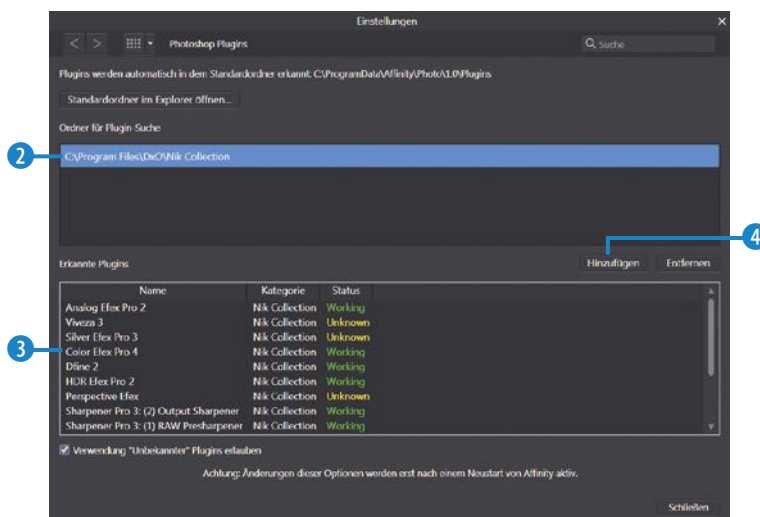 Einstellungen
Photoshop Plugins
Suche
Plugins werden automatisch in dem Standardordner erkannt: C:\ProgramData\Affinity\Photo\1.0\Plugins
Standardordner im Explorer öffnen...
Ordner für Plugin-Suche
2
C:\Program Files\DxO\Nik Collection
4
Erkannte Plugins
Hinzufügen Entfernen
Name Kategorie Status
Analog Efex Pro 2 Nik Collection Working
Viveza 3 Nik Collection Unknown
Silver Efex Pro 3 Nik Collection Unknown
3
Color Efex Pro 4 Nik Collection Working
Dfine 2 Nik Collection Working
HDR Efex Pro 2 Nik Collection Working
Perspective Efex Nik Collection Unknown
Sharpener Pro 3: (2) Output Sharpener Nik Collection Working
Sharpener Pro 3: (1) RAW Presharpener Nik Collection Working
Verwendung "Unbekannter" Plugins erlauben
Achtung: Änderungen dieser Optionen werden erst nach einem Neustart von Affinity aktiv.
Schließen